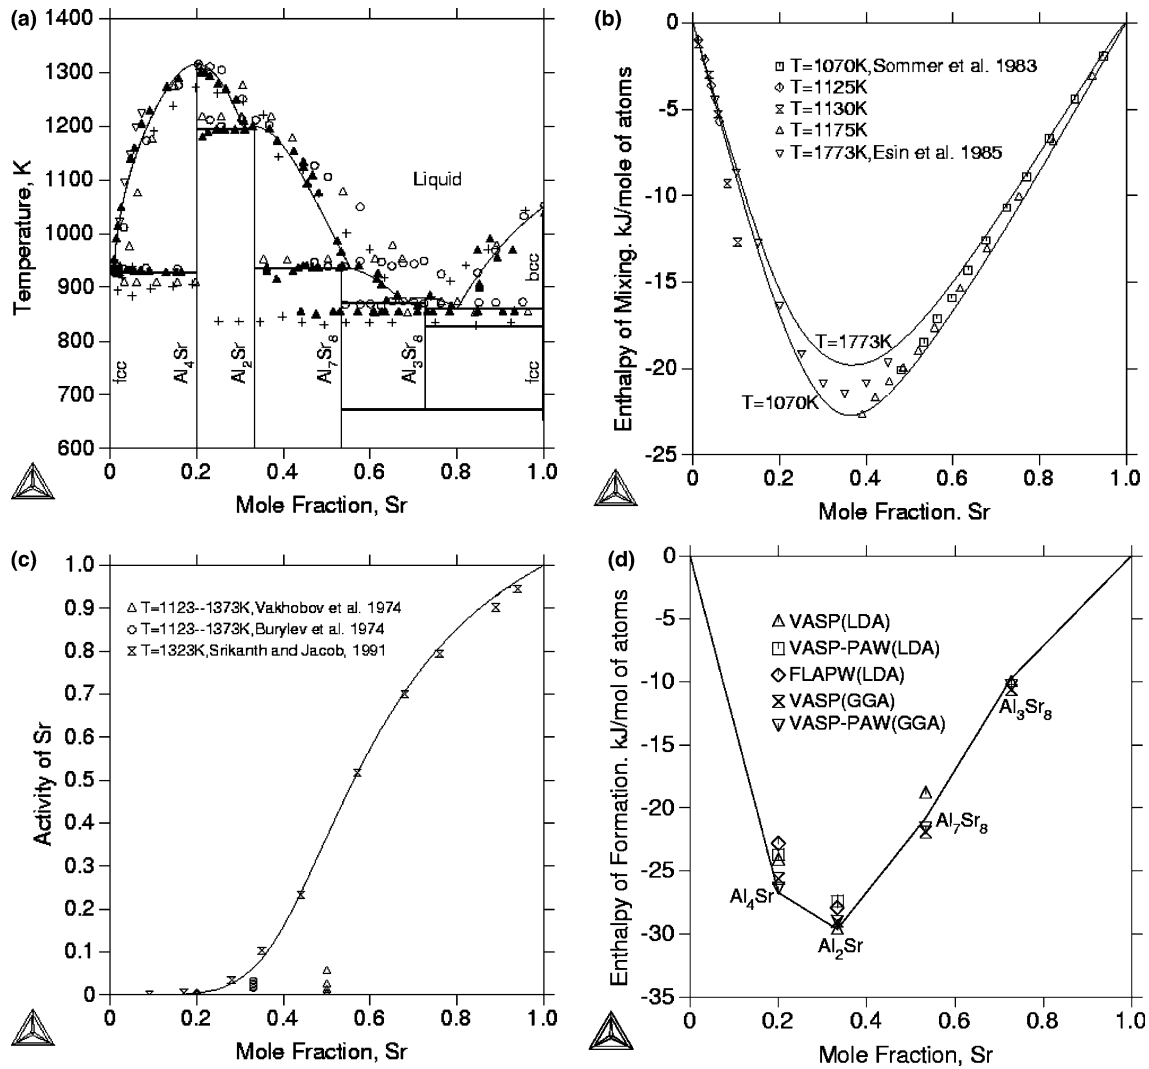 (a)
1400
1300
1200
1100
1000
900
800
700
600
Temperature, K
Liquid
fcc
Al4Sr
Al2Sr
Al7Sr8
Al3Sr8
bcc
fcc
0 0.2 0.4 0.6 0.8 1.0
Mole Fraction, Sr
(b)
0
-5
-10
-15
-20
-25
Enthalpy of Mixing. kJ/mole of atoms
T=1070K,Sommer et al. 1983
T=1125K
T=1130K
T=1175K
T=1773K,Esin et al. 1985
T=1773K
T=1070K
0 0.2 0.4 0.6 0.8 1.0
Mole Fraction. Sr
(c)
1.0
0.9
0.8
0.7
0.6
0.5
0.4
0.3
0.2
0.1
0
Activity of Sr
T=1123--1373K,Vakhobov et al. 1974
T=1123--1373K,Burylev et al. 1974
T=1323K,Srikanth and Jacob, 1991
0 0.2 0.4 0.6 0.8 1.0
Mole Fraction, Sr
(d)
0
-5
-10
-15
-20
-25
-30
-35
Enthalpy of Formation. kJ/mol of atoms
VASP(LDA)
VASP-PAW(LDA)
FLAPW(LDA)
VASP(GGA)
VASP-PAW(GGA)
Al3Sr8
Al7Sr8
Al4Sr
Al2Sr
0 0.2 0.4 0.6 0.8 1.0
Mole Fraction, Sr